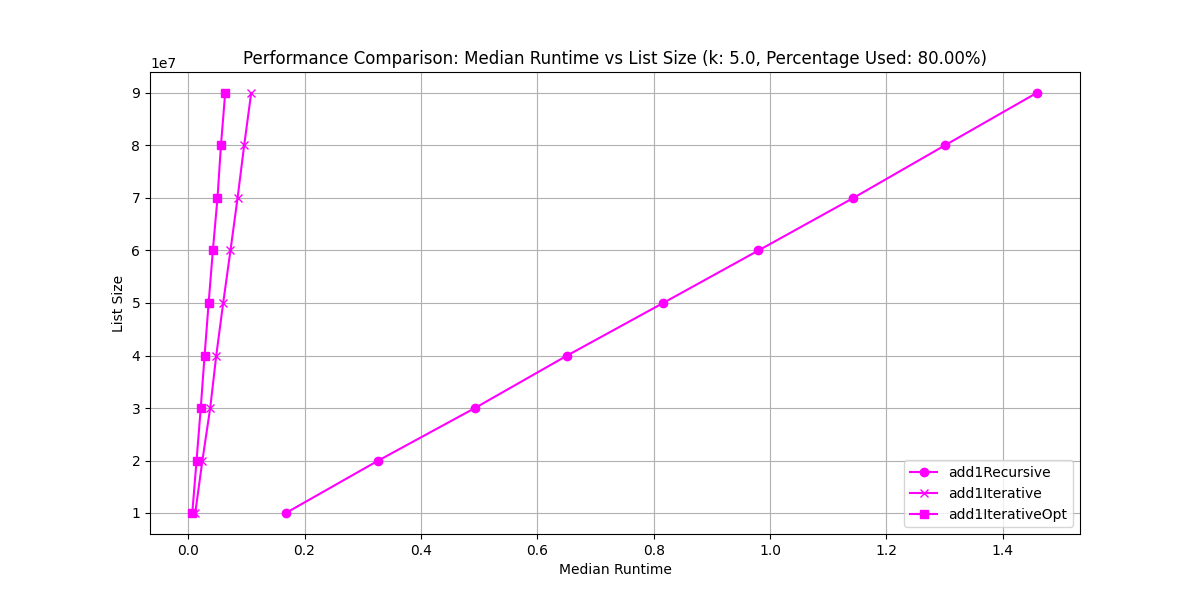 Performance Comparison: Median Runtime vs List Size (k: 5.0, Percentage Used: 80.00%)
1e7
9
8
7
6
5
4
3
2
1
List Size
0.0 0.2 0.4 0.6 0.8 1.0 1.2 1.4
Median Runtime
add1Recursive
add1Iterative
add1IterativeOpt